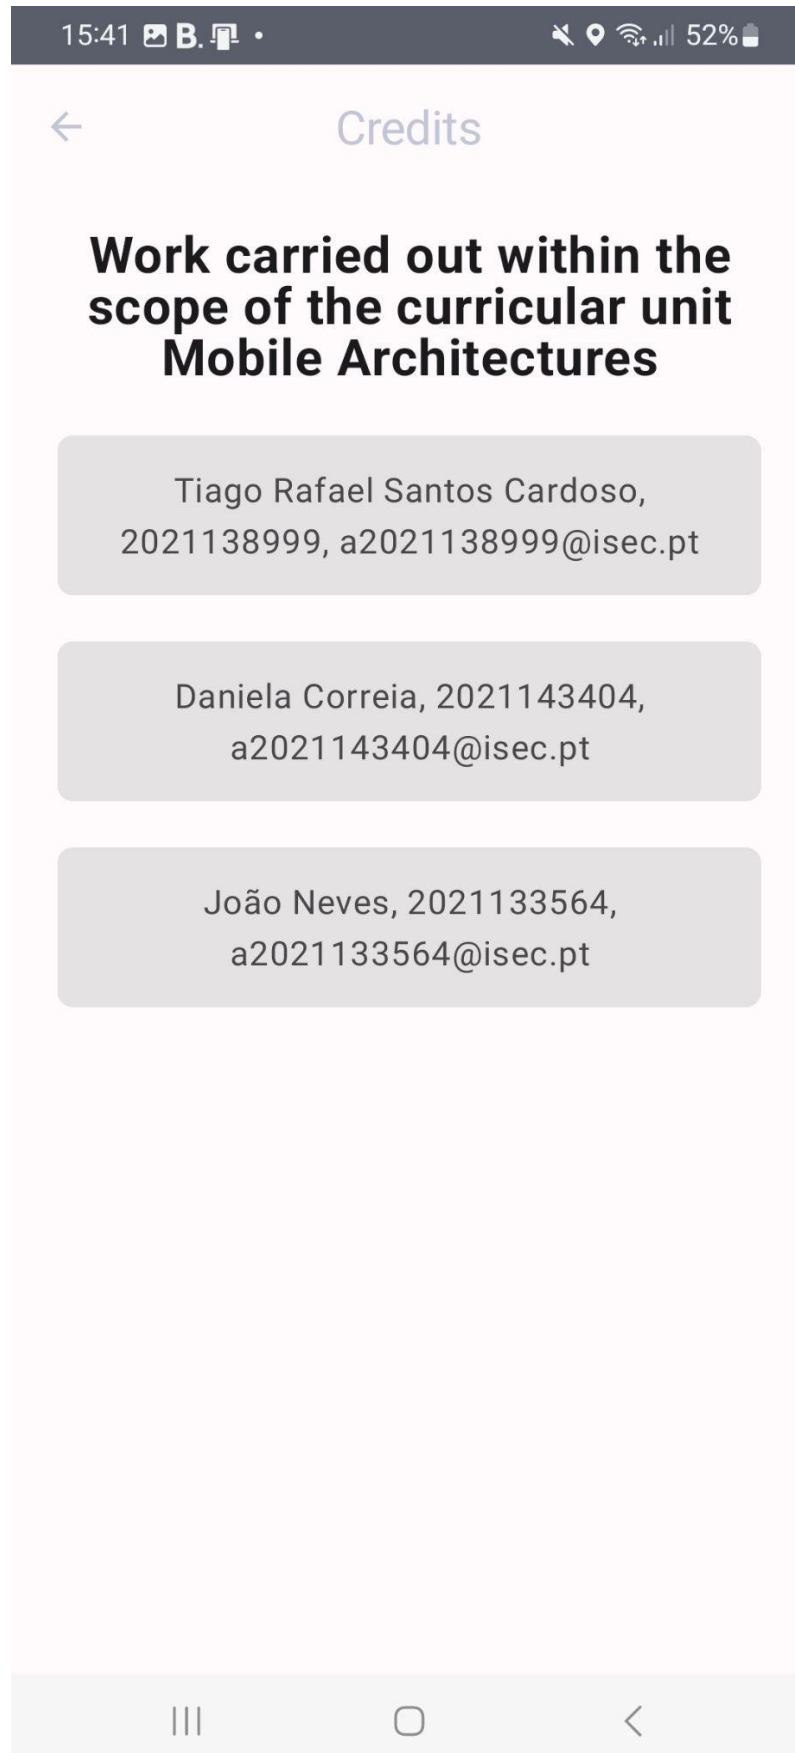 15:41 B. 52%
Credits
Work carried out within the
scope of the curricular unit
Mobile Architectures
Tiago Rafael Santos Cardoso,
2021138999, a2021138999@isec.pt
Daniela Correia, 2021143404,
a2021143404@isec.pt
João Neves, 2021133564,
a2021133564@isec.pt